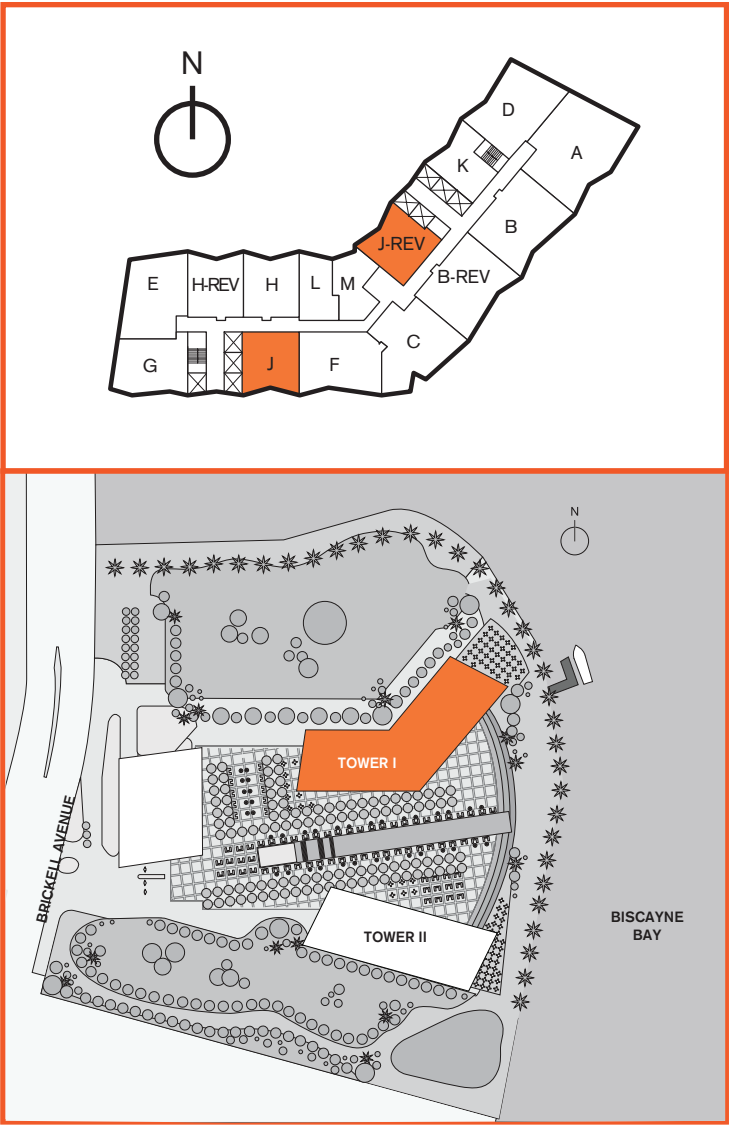 N
D
A
K
B
J-REV
B-REV
E
H-REV
H
L
M
C
G
J
F
N
TOWER I
BRICKELL AVENUE
TOWER II
BISCAYNE
BAY